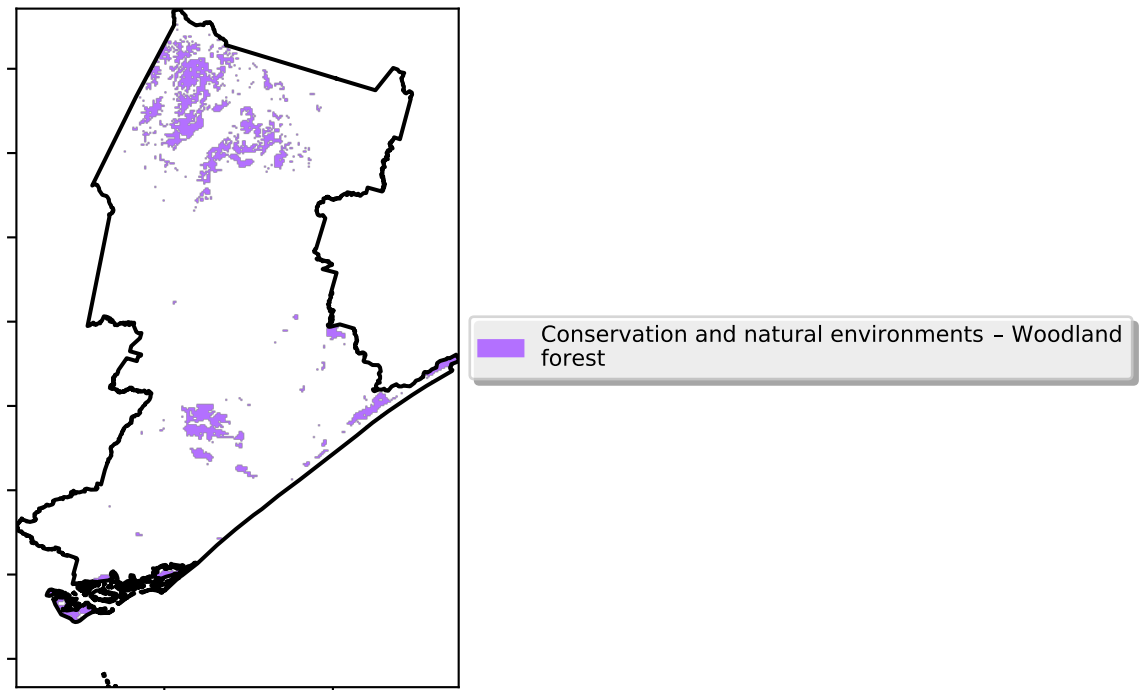 Conservation and natural environments – Woodland
forest